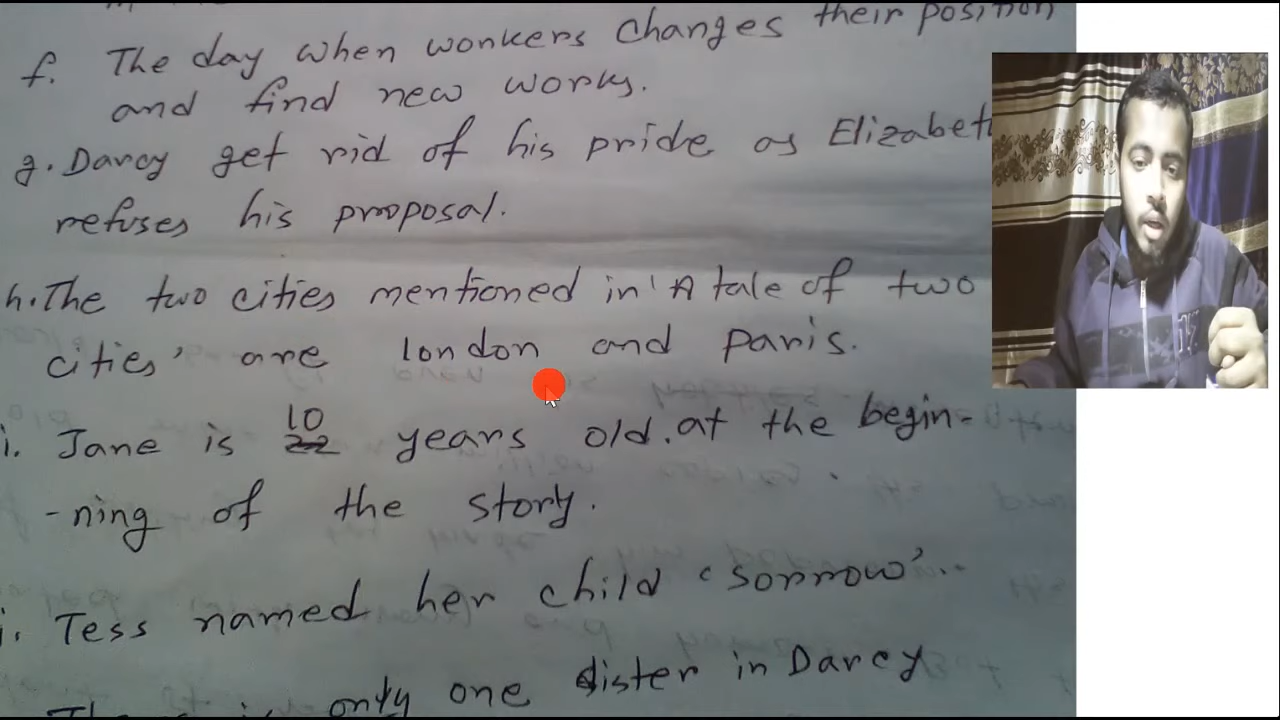 their position
f. The day when workers changes
and find new works.
g. Darcy get rid of his pride as Elizabeth
refuses his proposal.
h. The two cities mentioned in 'A tale of two
cities' are london and Paris.
i. Jane is 10 years old. at the begin-
-ning of the story.
j. Tess named her child 'sorrow'..
only one sister in Darcy